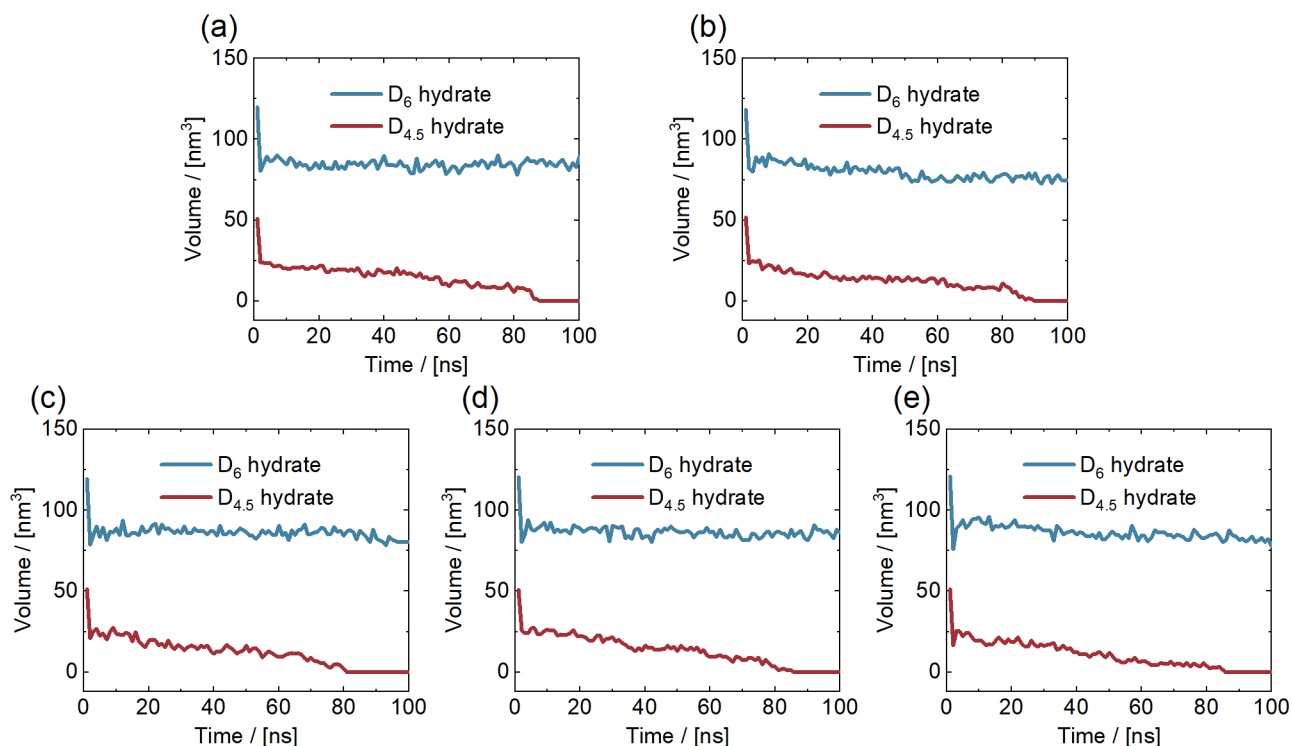 (a)
150
100
50
0
Volume / [nm³]
D₆ hydrate
D₄.₅ hydrate
0 20 40 60 80 100
Time / [ns]
(b)
150
100
50
0
Volume / [nm³]
D₆ hydrate
D₄.₅ hydrate
0 20 40 60 80 100
Time / [ns]
(c)
150
100
50
0
Volume / [nm³]
D₆ hydrate
D₄.₅ hydrate
0 20 40 60 80 100
Time / [ns]
(d)
150
100
50
0
Volume / [nm³]
D₆ hydrate
D₄.₅ hydrate
0 20 40 60 80 100
Time / [ns]
(e)
150
100
50
0
Volume / [nm³]
D₆ hydrate
D₄.₅ hydrate
0 20 40 60 80 100
Time / [ns]